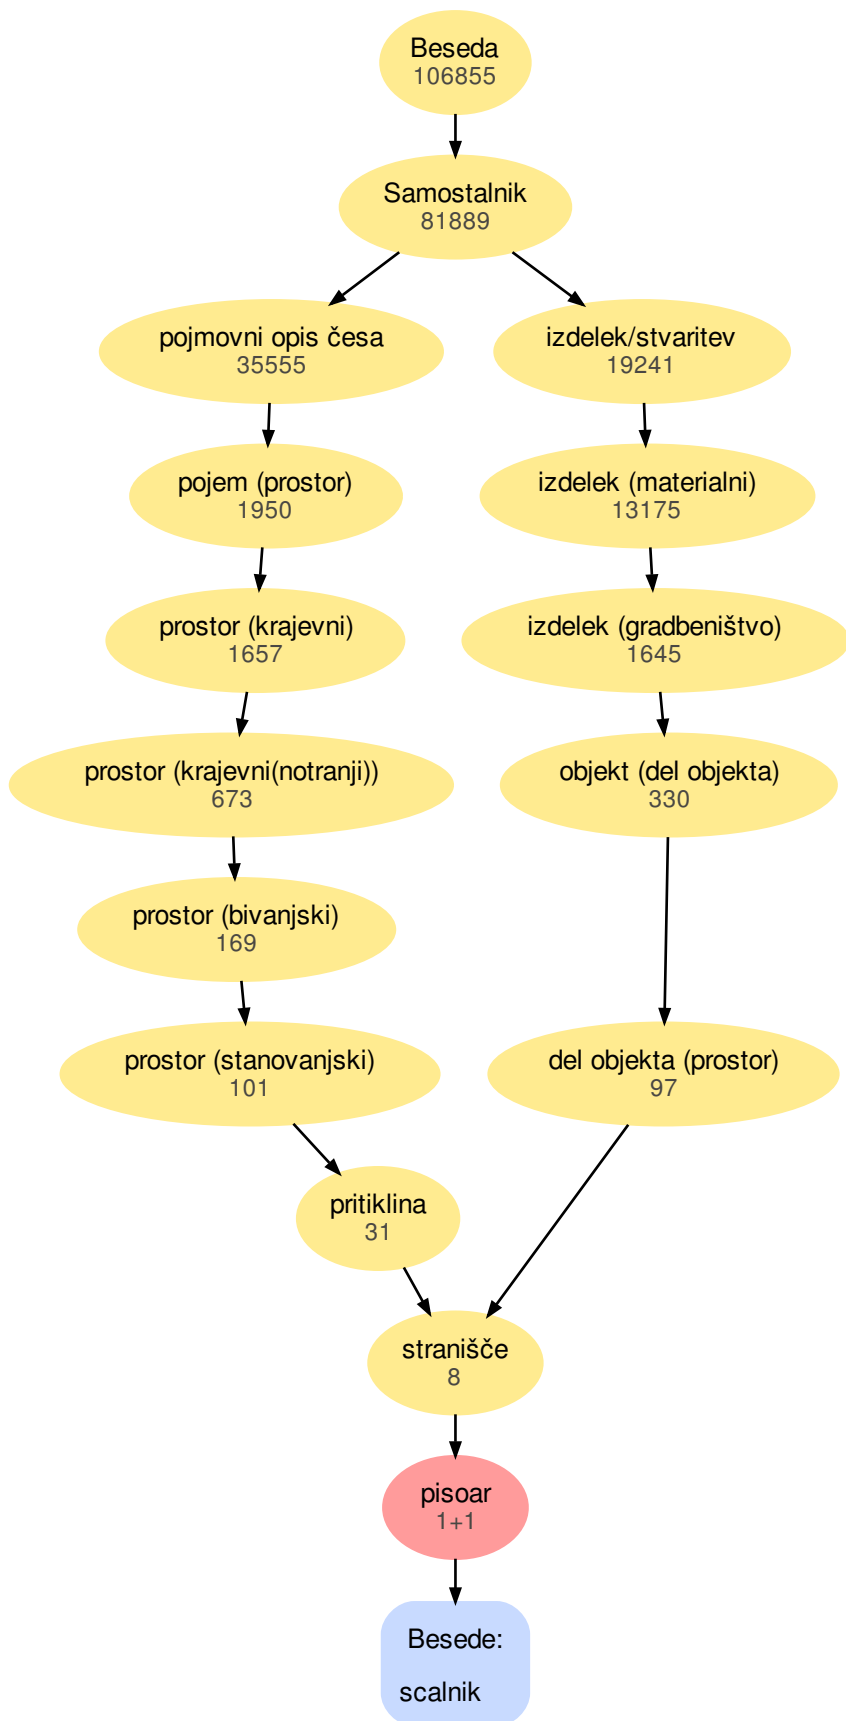 Beseda
106855
Samostalnik
81889
pojmovni opis česa
35555
izdelek/stvaritev
19241
pojem (prostor)
1950
izdelek (materialni)
13175
prostor (krajevni)
1657
izdelek (gradbeništvo)
1645
prostor (krajevni(notranji))
673
objekt (del objekta)
330
prostor (bivanjski)
169
prostor (stanovanjski)
101
del objekta (prostor)
97
pritiklina
31
stranišče
8
pisoar
1+1
Besede:
scalnik